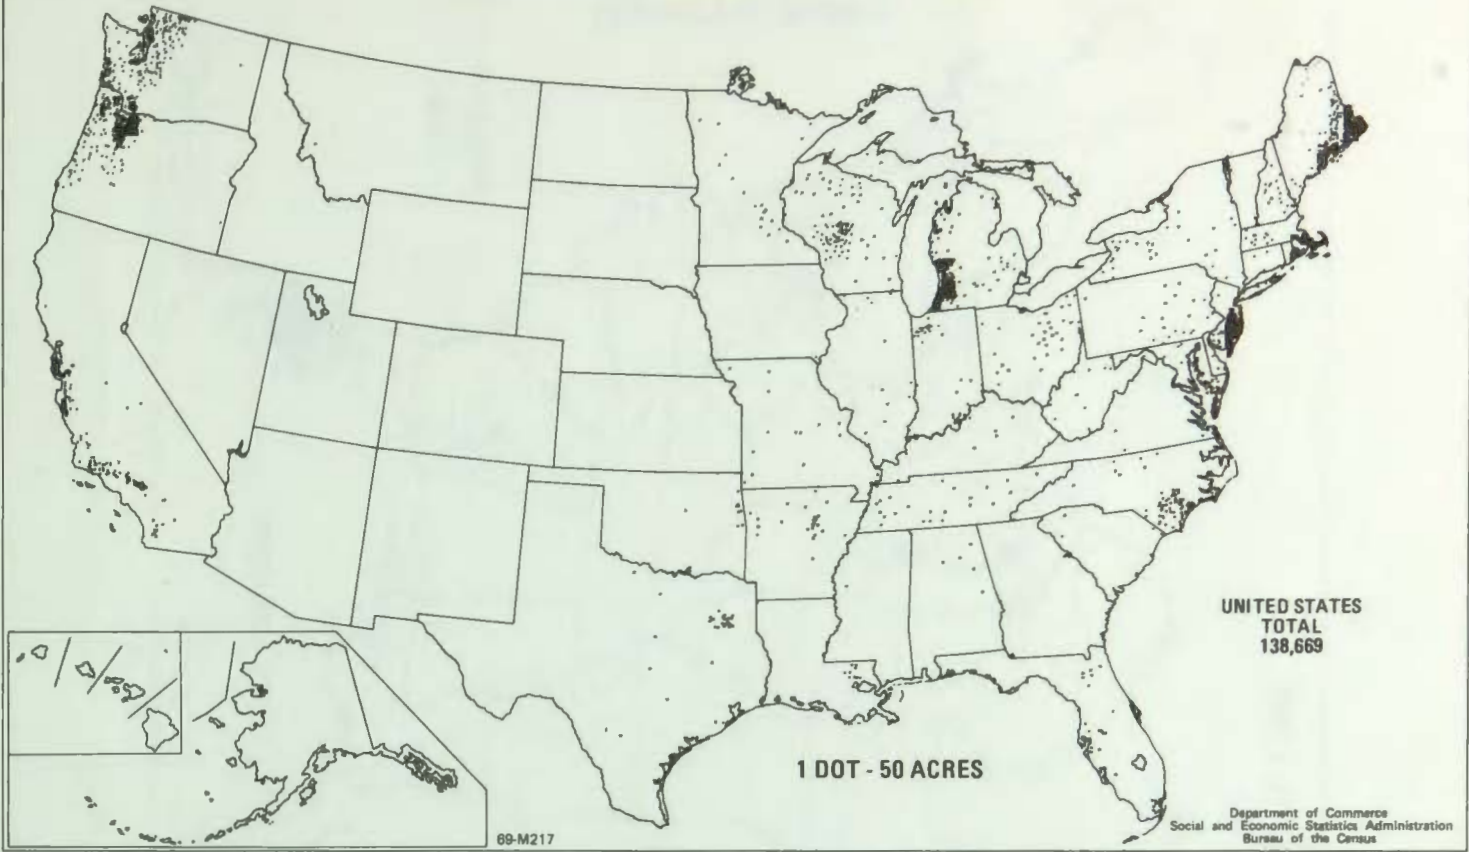 UNITED STATES
TOTAL
138,669
1 DOT - 50 ACRES
69-M217
Department of Commerce
Social and Economic Statistics Administration
Bureau of the Census